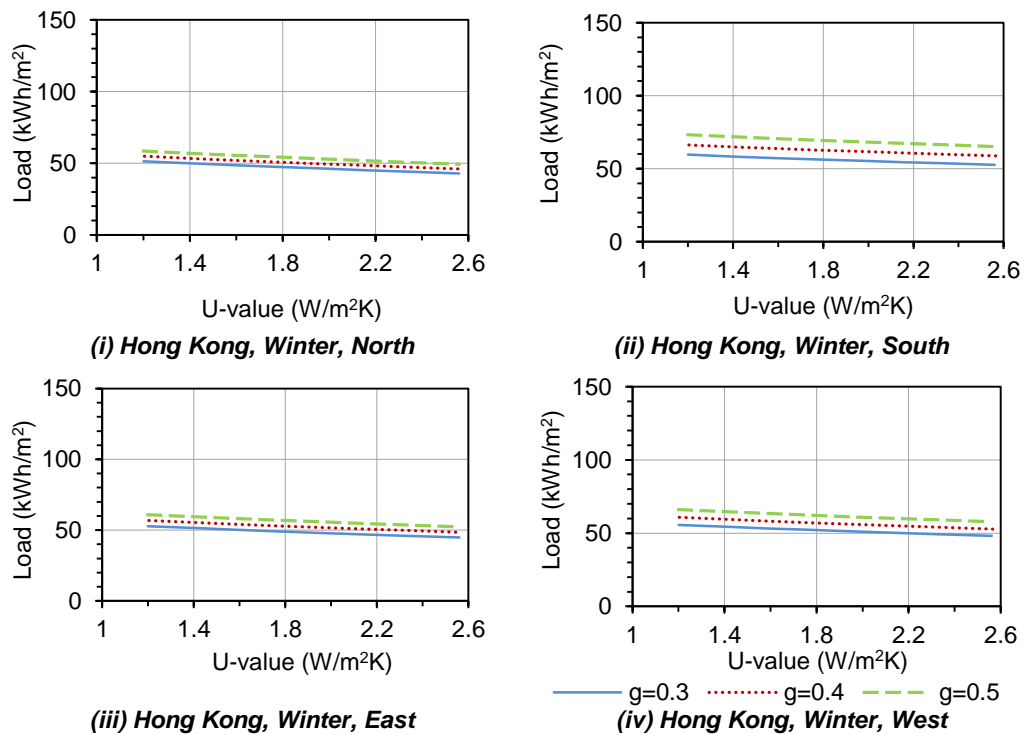 150
100
50
0
Load (kWh/m²)
1 1.4 1.8 2.2 2.6
U-value (W/m²K)
(i) Hong Kong, Winter, North
150
100
50
0
Load (kWh/m²)
1 1.4 1.8 2.2 2.6
U-value (W/m²K)
(ii) Hong Kong, Winter, South
150
100
50
0
Load (kWh/m²)
1 1.4 1.8 2.2 2.6
U-value (W/m²K)
(iii) Hong Kong, Winter, East
150
100
50
0
Load (kWh/m²)
1 1.4 1.8 2.2 2.6
U-value (W/m²K)
g=0.3 g=0.4 g=0.5
(iv) Hong Kong, Winter, West